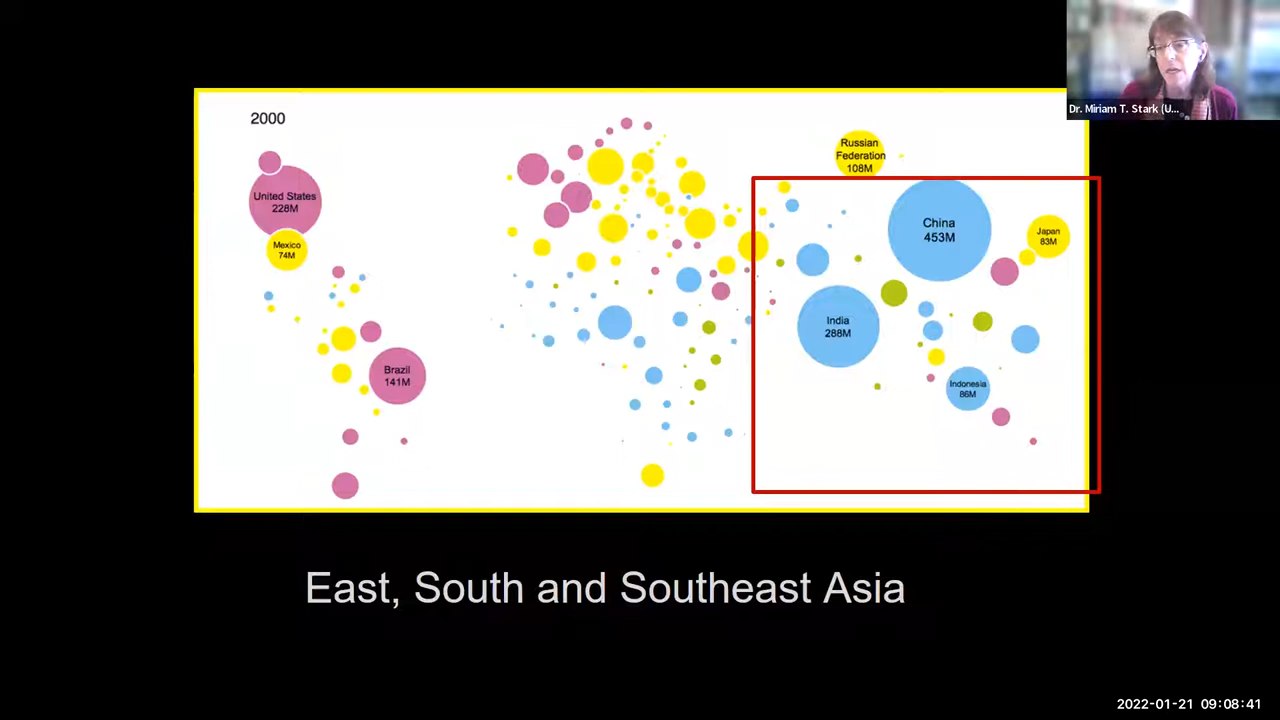 Dr. Miriam T. Stark (U...
2000
Russian
Federation
108M
United States
228M
Mexico
74M
China
453M
Japan
83M
India
288M
Brazil
141M
Indonesia
86M
East, South and Southeast Asia
2022-01-21 09:08:41